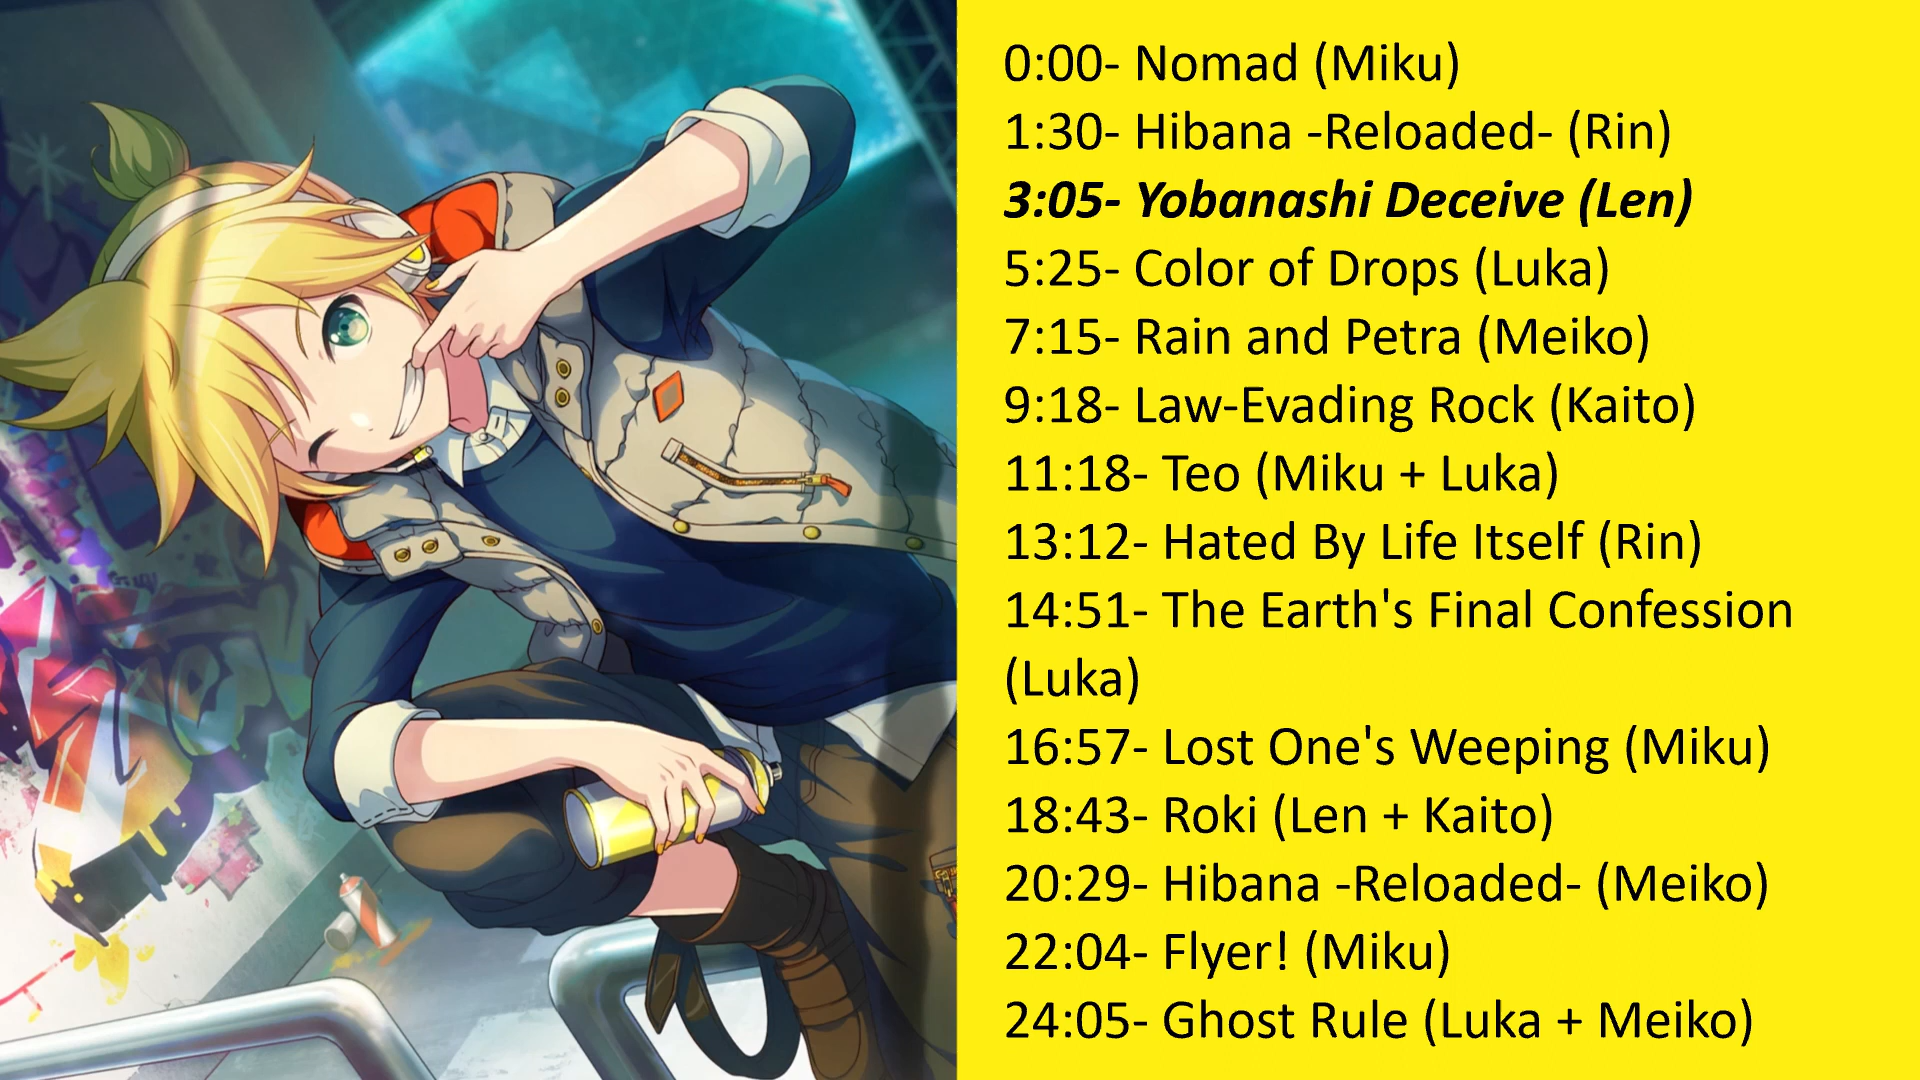 0:00- Nomad (Miku)
1:30- Hibana -Reloaded- (Rin)
3:05- Yobanashi Deceive (Len)
5:25- Color of Drops (Luka)
7:15- Rain and Petra (Meiko)
9:18- Law-Evading Rock (Kaito)
11:18- Teo (Miku + Luka)
13:12- Hated By Life Itself (Rin)
14:51- The Earth's Final Confession
(Luka)
16:57- Lost One's Weeping (Miku)
18:43- Roki (Len + Kaito)
20:29- Hibana -Reloaded- (Meiko)
22:04- Flyer! (Miku)
24:05- Ghost Rule (Luka + Meiko)